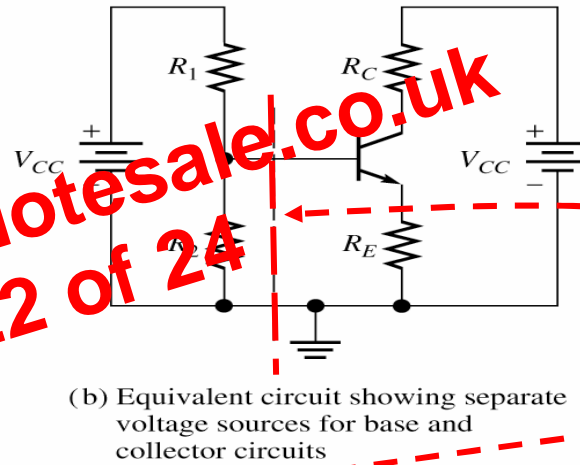 R1
RC
+
VCC
−
VCC
+
−
R2
RE
otesale.co.uk
2 of 24
(b) Equivalent circuit showing separate
voltage sources for base and
collector circuits